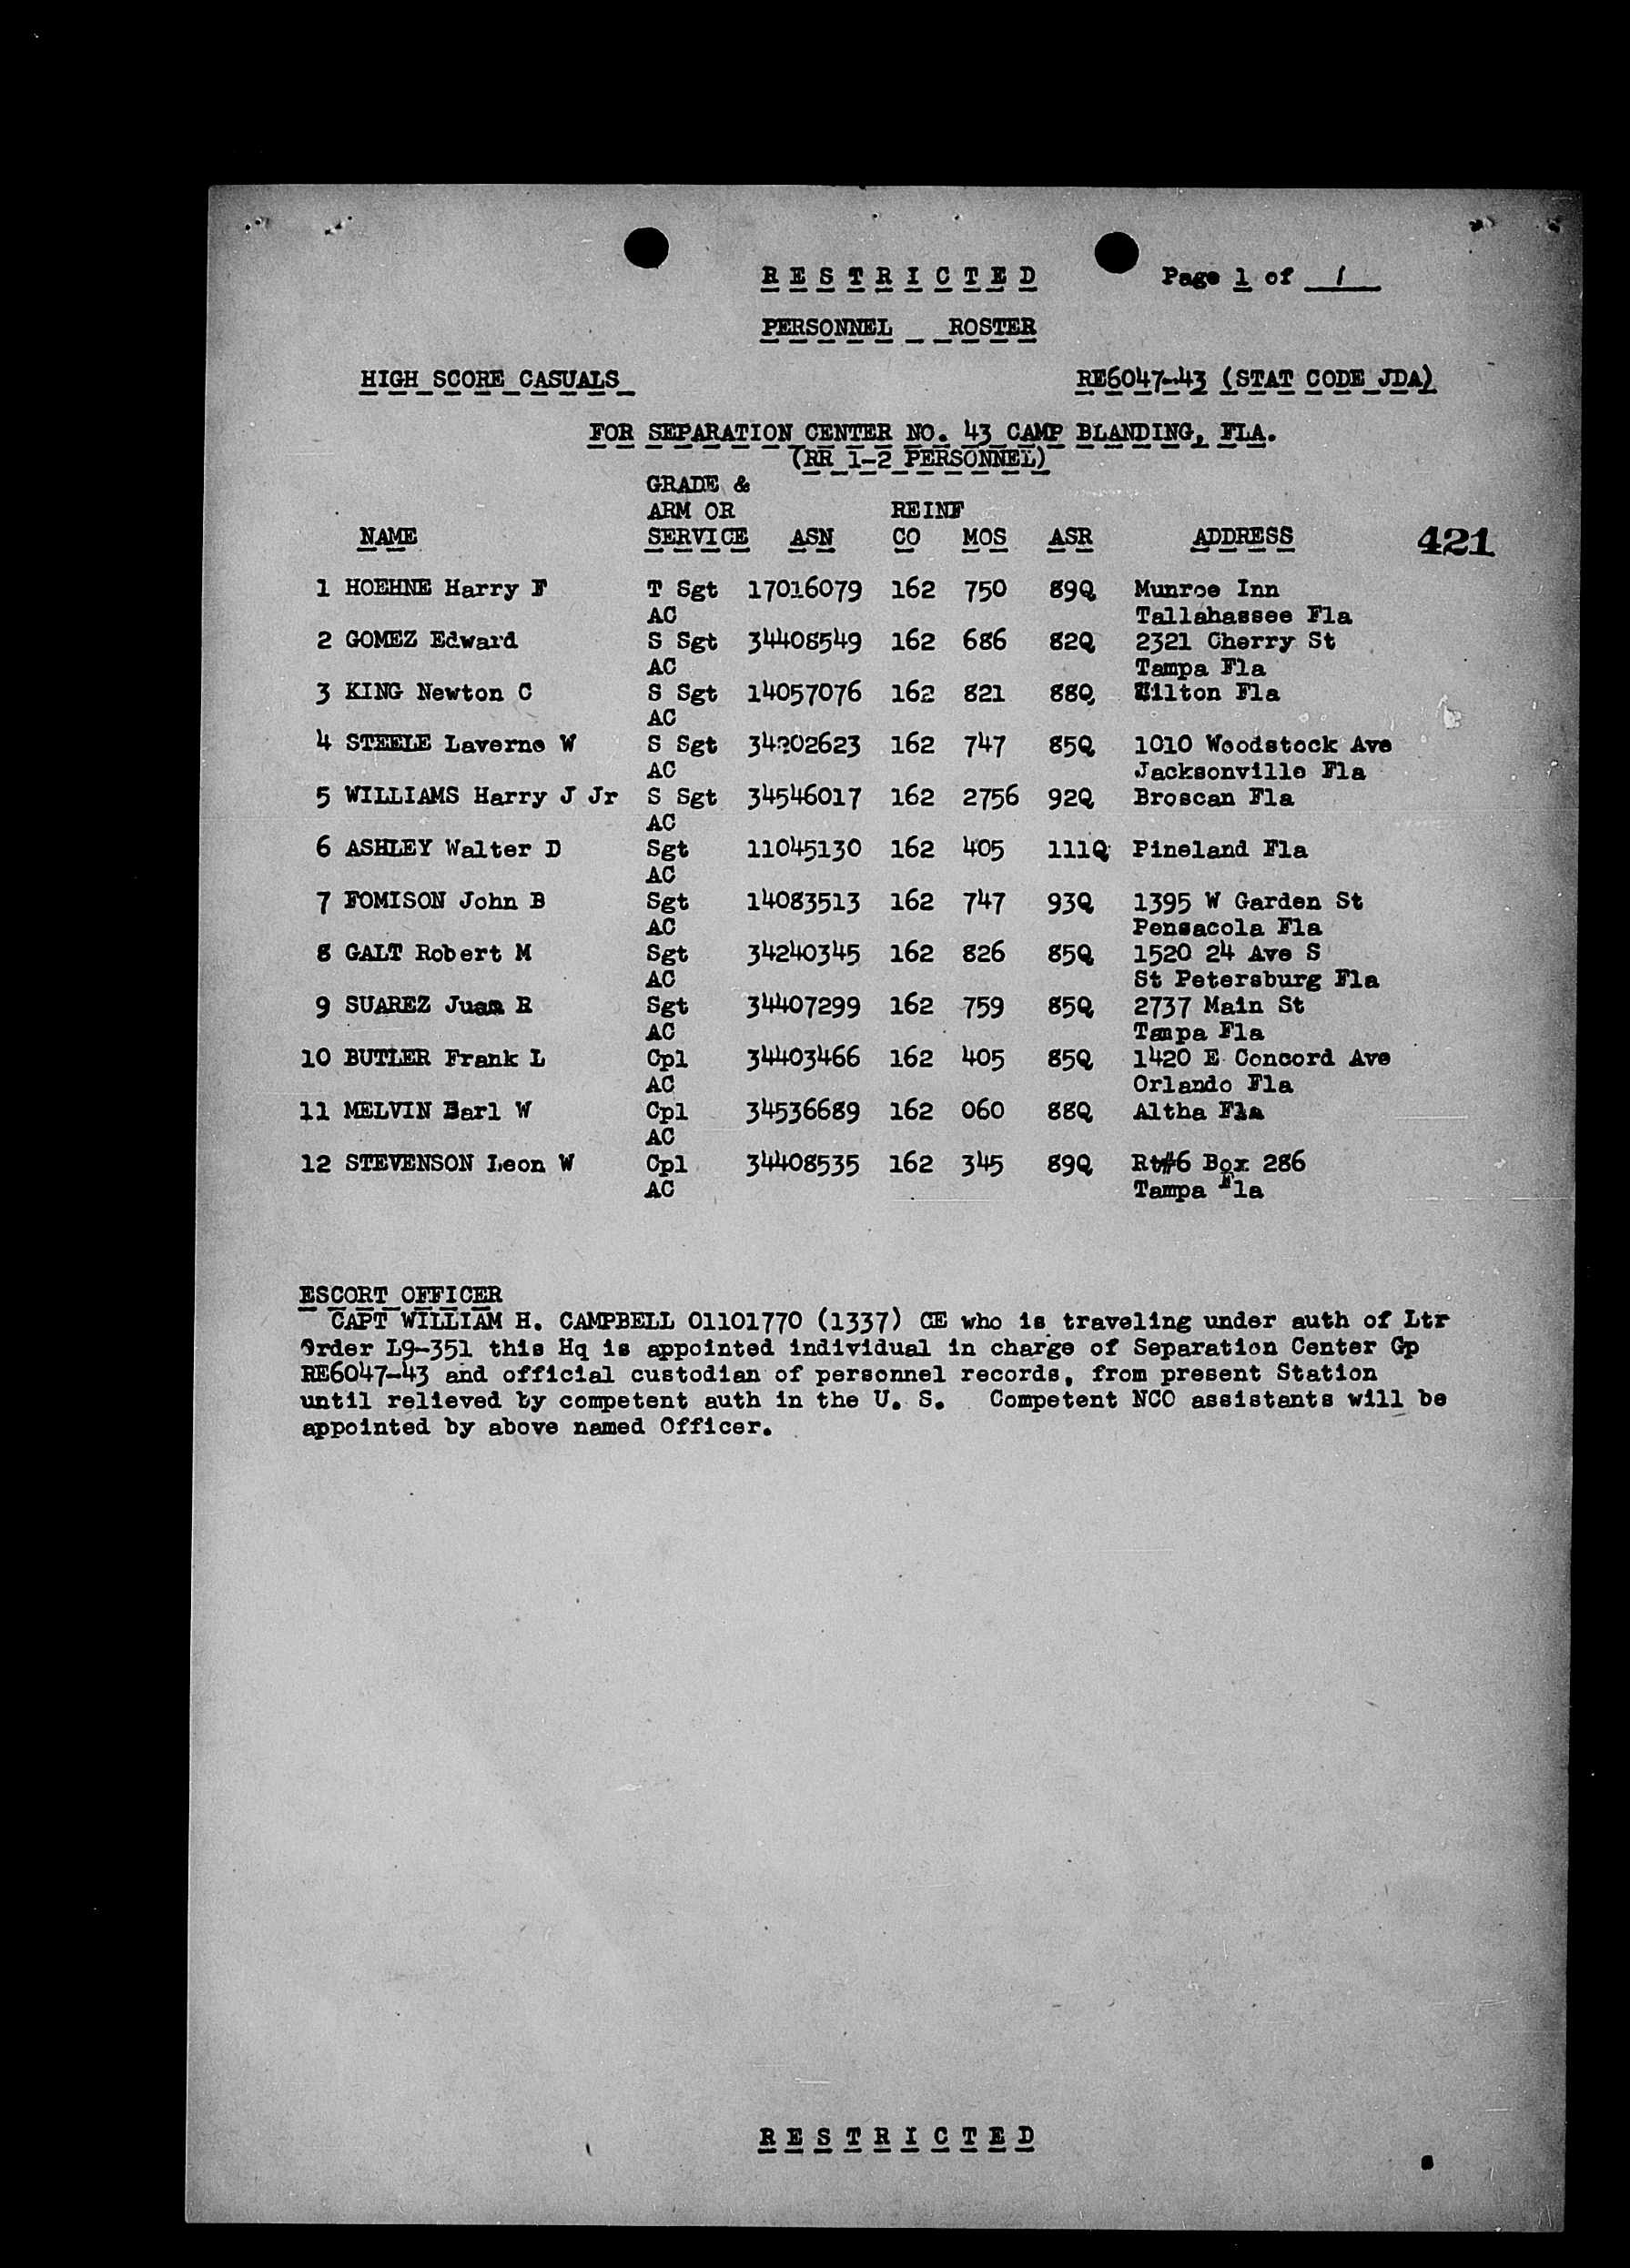 R E S T R I C T E D Page 1 of 1
PERSONNEL ROSTER
HIGH SCORE CASUALS RE6047-43 (STAT CODE JDA)
FOR SEPARATION CENTER NO. 43 CAMP BLANDING, FLA.
(RR 1-2 PERSONNEL)
GRADE &
ARM OR REINF
NAME SERVICE ASN CO MOS ASR ADDRESS 421
1 HOEHNE Harry F T Sgt 17016079 162 750 89Q Munroe Inn
AC Tallahassee Fla
2 GOMEZ Edward S Sgt 34408549 162 686 82Q 2321 Cherry St
AC Tampa Fla
3 KING Newton C S Sgt 14057076 162 821 88Q Fla
AC
4 STEELE Laverne W S Sgt 34202623 162 747 85Q 1010 Woodstock Ave
AC Jacksonville Fla
5 WILLIAMS Harry J Jr S Sgt 34546017 162 2756 92Q Broscan Fla
AC
6 ASHLEY Walter D Sgt 11045130 162 405 111Q Pineland Fla
AC
7 FOMISON John B Sgt 14083513 162 747 93Q 1395 W Garden St
AC Pensacola Fla
8 GALT Robert M Sgt 34240345 162 826 85Q 1520 24 Ave S
AC St Petersburg Fla
9 SUAREZ Juan R Sgt 34407299 162 759 85Q 2737 Main St
AC Tampa Fla
10 BUTLER Frank L Cpl 34403466 162 405 85Q 1420 E Concord Ave
AC Orlando Fla
11 MELVIN Earl W Cpl 34536689 162 060 88Q Altha Fla
AC
12 STEVENSON Leon W Cpl 34408535 162 345 89Q Rt#6 Box 286
AC Tampa Fla
ESCORT OFFICER
CAPT WILLIAM H. CAMPBELL 01101770 (1337) CE who is traveling under auth of Ltr
Order L9-351 this Hq is appointed individual in charge of Separation Center Gp
RE6047-43 and official custodian of personnel records, from present Station
until relieved by competent auth in the U. S. Competent NCO assistants will be
appointed by above named Officer.
R E S T R I C T E D